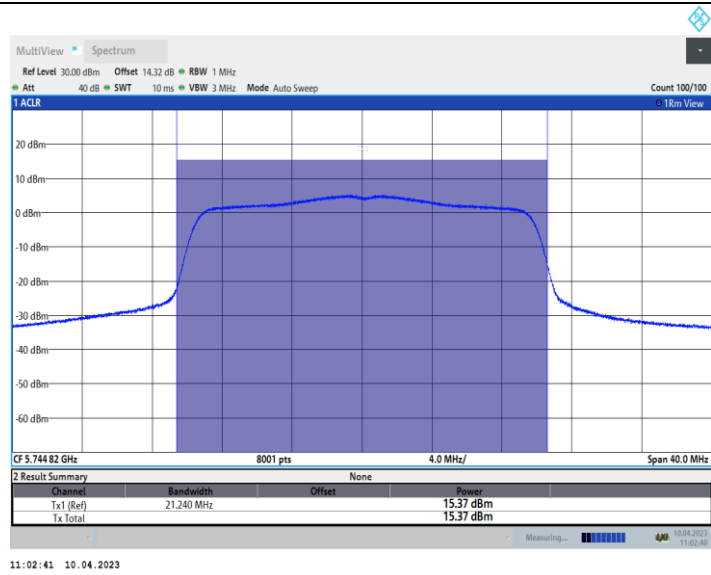 MultiView Spectrum
Ref Level 30.00 dBm Offset 14.32 dB RBW 1 MHz
Att 40 dB SWT 10 ms VBW 3 MHz Mode Auto Sweep Count 100/100
1 ACLR 1Rm View
20 dBm
10 dBm
0 dBm
-10 dBm
-20 dBm
-30 dBm
-40 dBm
-50 dBm
-60 dBm
CF 5.744 82 GHz 8001 pts 4.0 MHz/ Span 40.0 MHz
2 Result Summary None
Channel Bandwidth Offset Power
Tx1 (Ref) 21.240 MHz 15.37 dBm
Tx Total 15.37 dBm
Measuring... 10.04.2023
11:02:40
11:02:41 10.04.2023